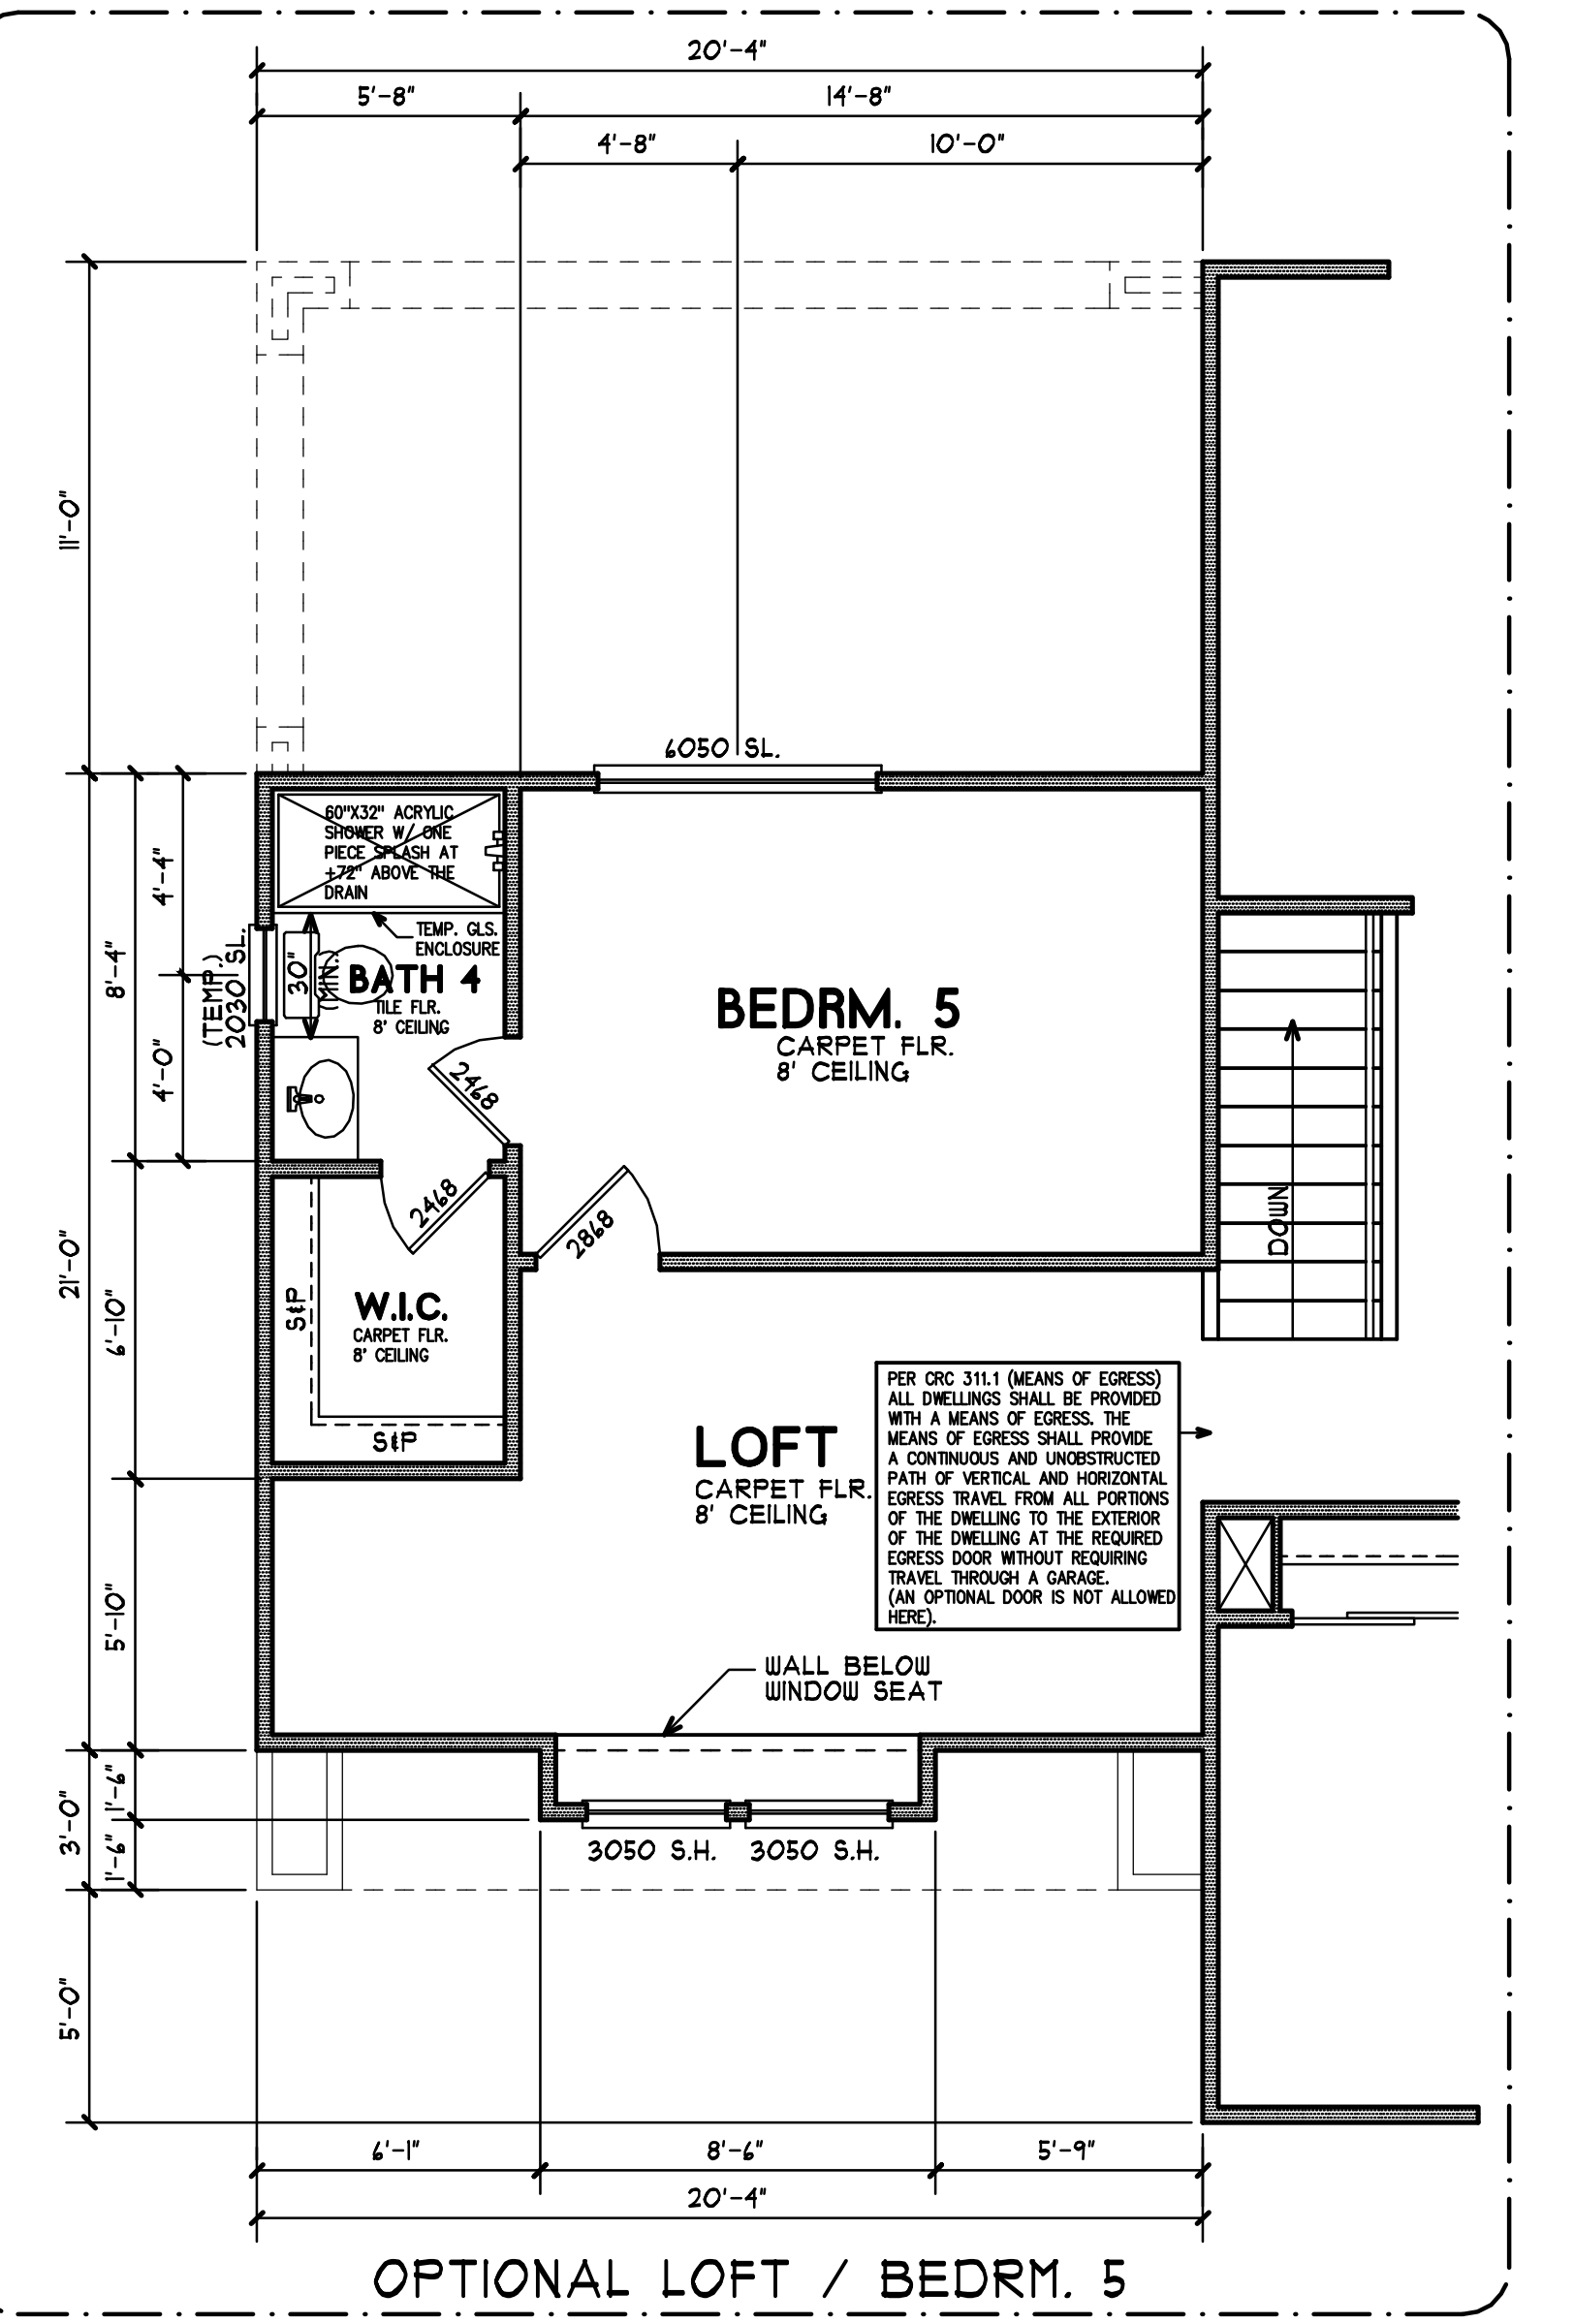 20'-4"
5'-8"
14'-8"
4'-8"
10'-0"
11'-0"
6050 SL.
60"X32" ACRYLIC
SHOWER W/ ONE
PIECE SPLASH AT
+72" ABOVE THE
DRAIN
4'-4"
TEMP. GLS.
ENCLOSURE
8'-4"
(TEMP.)
2030 SL.
30"
(MIN.)
BATH 4
TILE FLR.
8' CEILING
BEDRM. 5
CARPET FLR.
8' CEILING
4'-0"
2468
2468
2868
DOWN
21'-0"
6'-10"
S&P
W.I.C.
CARPET FLR.
8' CEILING
S&P
LOFT
CARPET FLR.
8' CEILING
PER CRC 311.1 (MEANS OF EGRESS)
ALL DWELLINGS SHALL BE PROVIDED
WITH A MEANS OF EGRESS. THE
MEANS OF EGRESS SHALL PROVIDE
A CONTINUOUS AND UNOBSTRUCTED
PATH OF VERTICAL AND HORIZONTAL
EGRESS TRAVEL FROM ALL PORTIONS
OF THE DWELLING TO THE EXTERIOR
OF THE DWELLING AT THE REQUIRED
EGRESS DOOR WITHOUT REQUIRING
TRAVEL THROUGH A GARAGE.
(AN OPTIONAL DOOR IS NOT ALLOWED
HERE).
5'-10"
WALL BELOW
WINDOW SEAT
1'-6"
3'-0"
1'-6"
3050 S.H.
3050 S.H.
5'-0"
6'-1"
8'-6"
5'-9"
20'-4"
OPTIONAL LOFT / BEDRM. 5